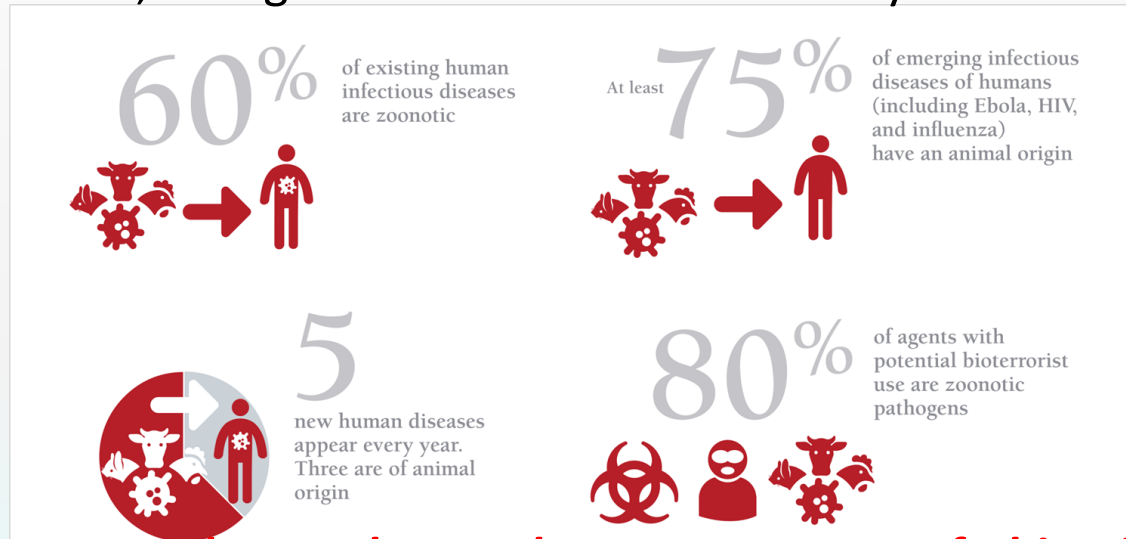 60%
of existing human
infectious diseases
are zoonotic
At least 75%
of emerging infectious
diseases of humans
(including Ebola, HIV,
and influenza)
have an animal origin
5
new human diseases
appear every year.
Three are of animal
origin
80%
of agents with
potential bioterrorist
use are zoonotic
pathogens